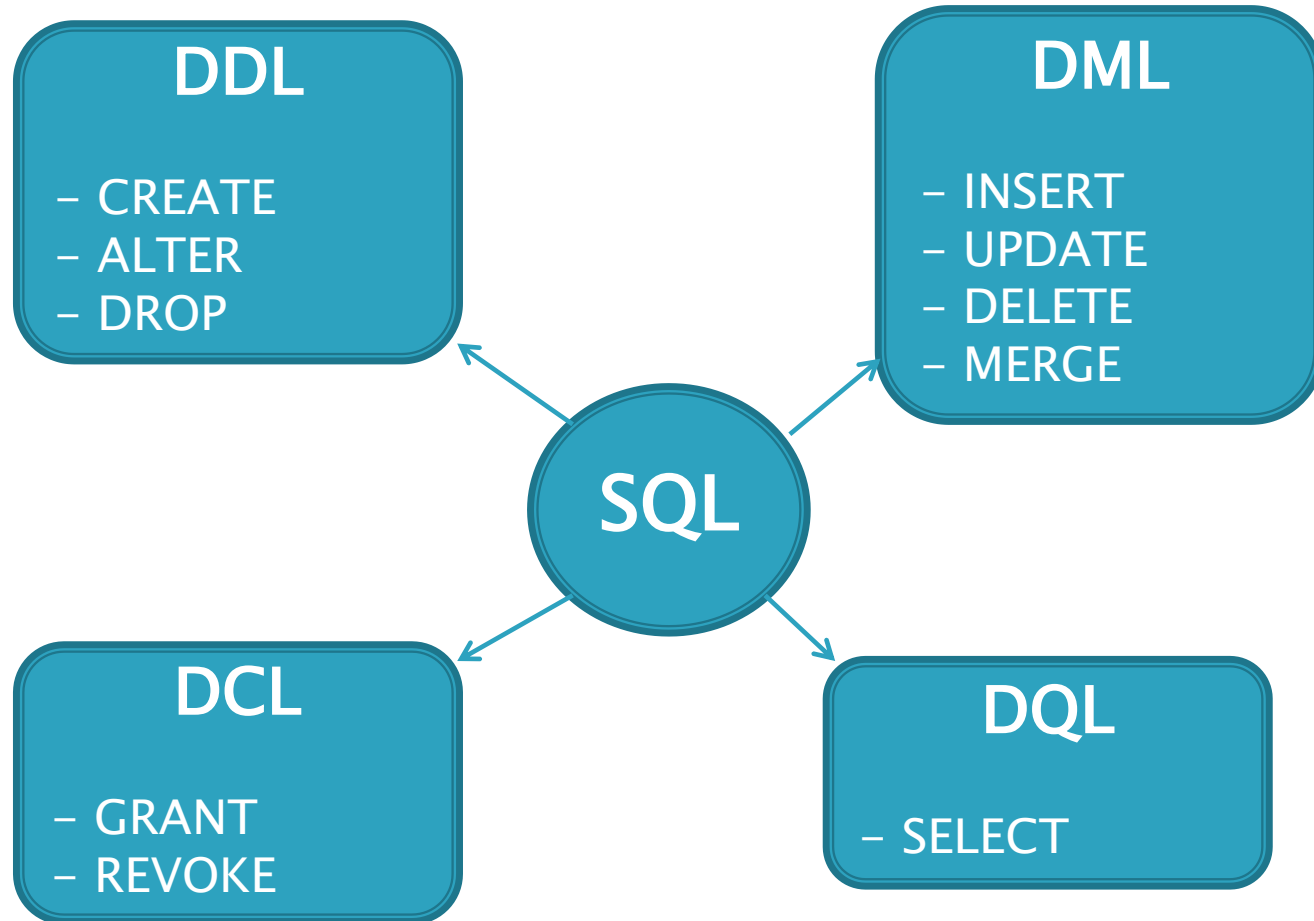 DDL
– CREATE
– ALTER
– DROP
DML
– INSERT
– UPDATE
– DELETE
– MERGE
SQL
DCL
– GRANT
– REVOKE
DQL
– SELECT